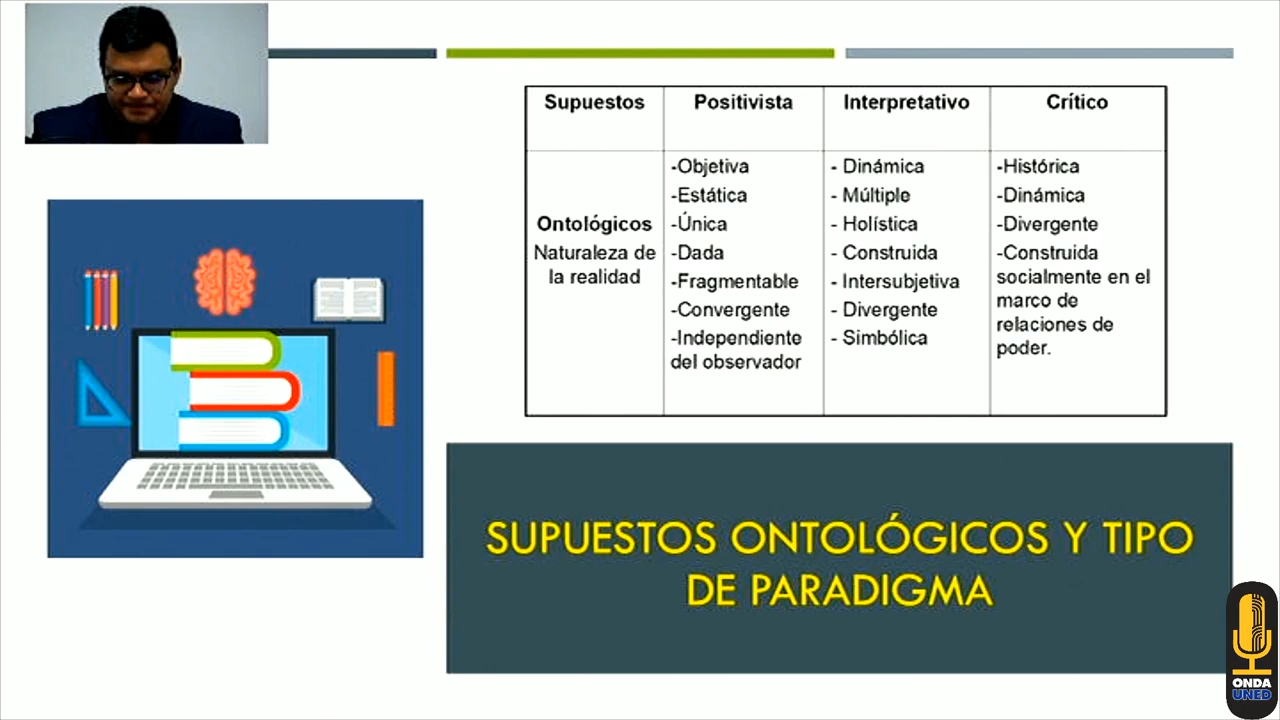 Supuestos
Positivista
Interpretativo
Crítico
Ontológicos
Naturaleza de
la realidad
-Objetiva
-Estática
-Única
-Dada
-Fragmentable
-Convergente
-Independiente
del observador
- Dinámica
- Múltiple
- Holística
- Construida
- Intersubjetiva
- Divergente
- Simbólica
-Histórica
-Dinámica
-Divergente
-Construida
socialmente en el
marco de
relaciones de
poder.
SUPUESTOS ONTOLÓGICOS Y TIPO
DE PARADIGMA
ONDA
UNED